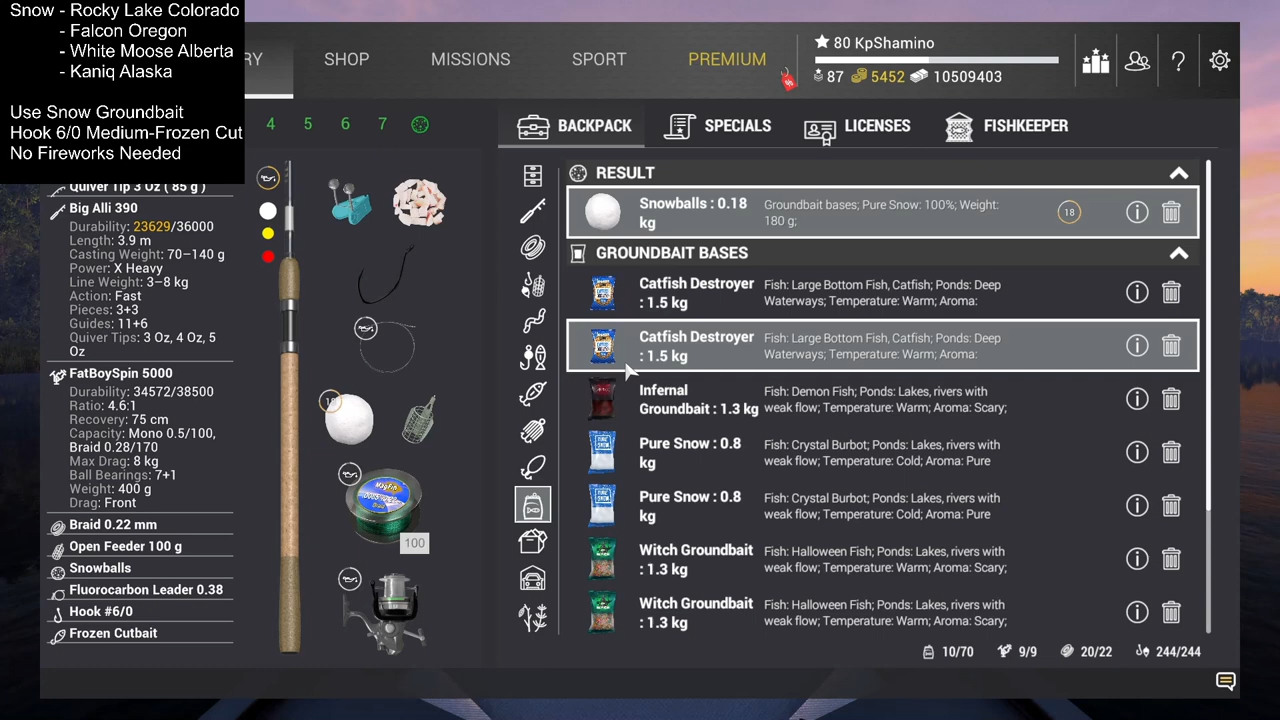 Snow - Rocky Lake Colorado
- Falcon Oregon
- White Moose Alberta
- Kaniq Alaska
Use Snow Groundbait
Hook 6/0 Medium-Frozen Cut
No Fireworks Needed
RY
SHOP
MISSIONS
SPORT
PREMIUM
%
80 KpShamino
87 5452 10509403
?
4 5 6 7
BACKPACK
SPECIALS
LICENSES
FISHKEEPER
Quiver Tip 3 Oz ( 85 g )
Big Alli 390
Durability: 23629/36000
Length: 3.9 m
Casting Weight: 70–140 g
Power: X Heavy
Line Weight: 3–8 kg
Action: Fast
Pieces: 3+3
Guides: 11+6
Quiver Tips: 3 Oz, 4 Oz, 5
Oz
FatBoySpin 5000
Durability: 34572/38500
Ratio: 4.6:1
Recovery: 75 cm
Capacity: Mono 0.5/100,
Braid 0.28/170
Max Drag: 8 kg
Ball Bearings: 7+1
Weight: 400 g
Drag: Front
Braid 0.22 mm
Open Feeder 100 g
Snowballs
Fluorocarbon Leader 0.38
Hook #6/0
Frozen Cutbait
100
RESULT
Snowballs : 0.18
kg
Groundbait bases; Pure Snow: 100%; Weight:
180 g;
18
GROUNDBAIT BASES
Catfish Destroyer
: 1.5 kg
Fish: Large Bottom Fish, Catfish; Ponds: Deep
Waterways; Temperature: Warm; Aroma:
Catfish Destroyer
: 1.5 kg
Fish: Large Bottom Fish, Catfish; Ponds: Deep
Waterways; Temperature: Warm; Aroma:
Infernal
Groundbait : 1.3 kg
Fish: Demon Fish; Ponds: Lakes, rivers with
weak flow; Temperature: Warm; Aroma: Scary;
Pure Snow : 0.8
kg
Fish: Crystal Burbot; Ponds: Lakes, rivers with
weak flow; Temperature: Cold; Aroma: Pure
Pure Snow : 0.8
kg
Fish: Crystal Burbot; Ponds: Lakes, rivers with
weak flow; Temperature: Cold; Aroma: Pure
Witch Groundbait
: 1.3 kg
Fish: Halloween Fish; Ponds: Lakes, rivers with
weak flow; Temperature: Warm; Aroma: Scary;
Witch Groundbait
: 1.3 kg
Fish: Halloween Fish; Ponds: Lakes, rivers with
weak flow; Temperature: Warm; Aroma: Scary;
10/70 9/9 20/22 244/244